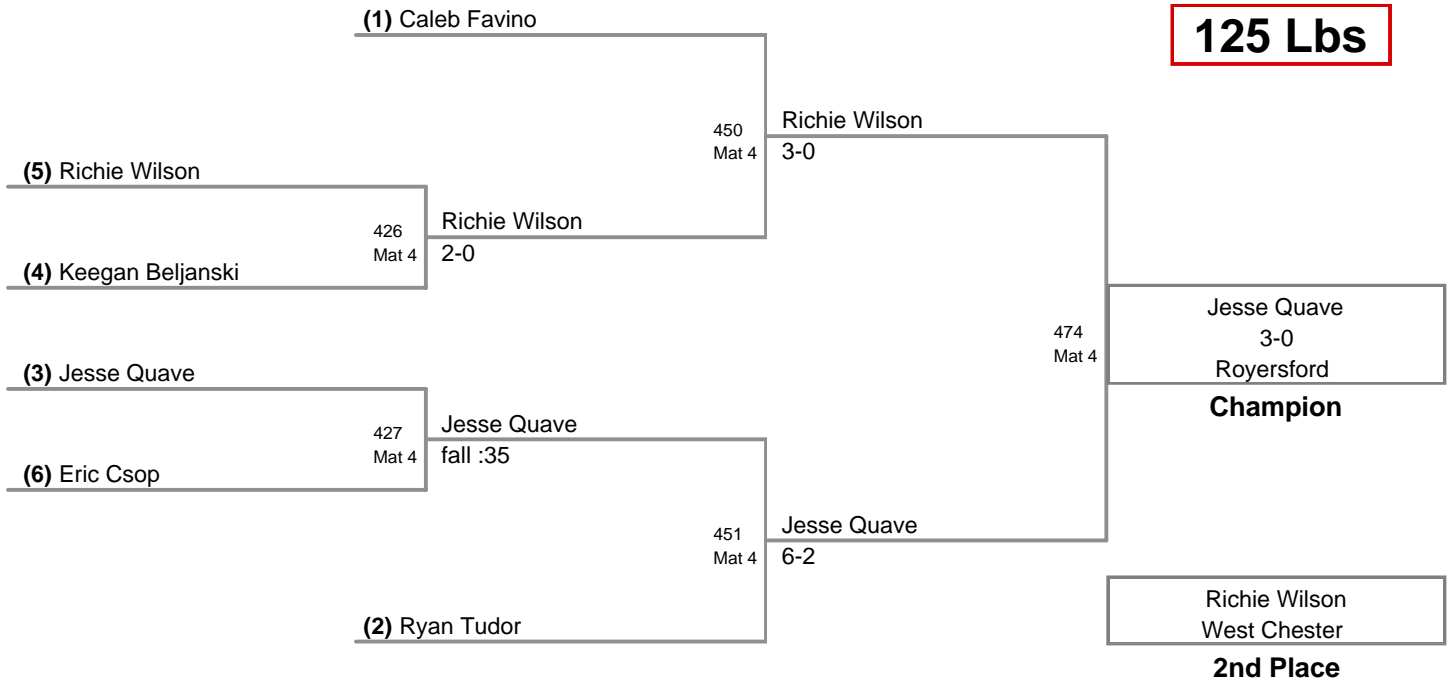 (1) Caleb Favino
125 Lbs
450
Mat 4
Richie Wilson
3-0
(5) Richie Wilson
426
Mat 4
Richie Wilson
2-0
(4) Keegan Beljanski
474
Mat 4
Jesse Quave
3-0
Royersford
Champion
(3) Jesse Quave
427
Mat 4
Jesse Quave
fall :35
(6) Eric Csop
451
Mat 4
Jesse Quave
6-2
(2) Ryan Tudor
Richie Wilson
West Chester
2nd Place